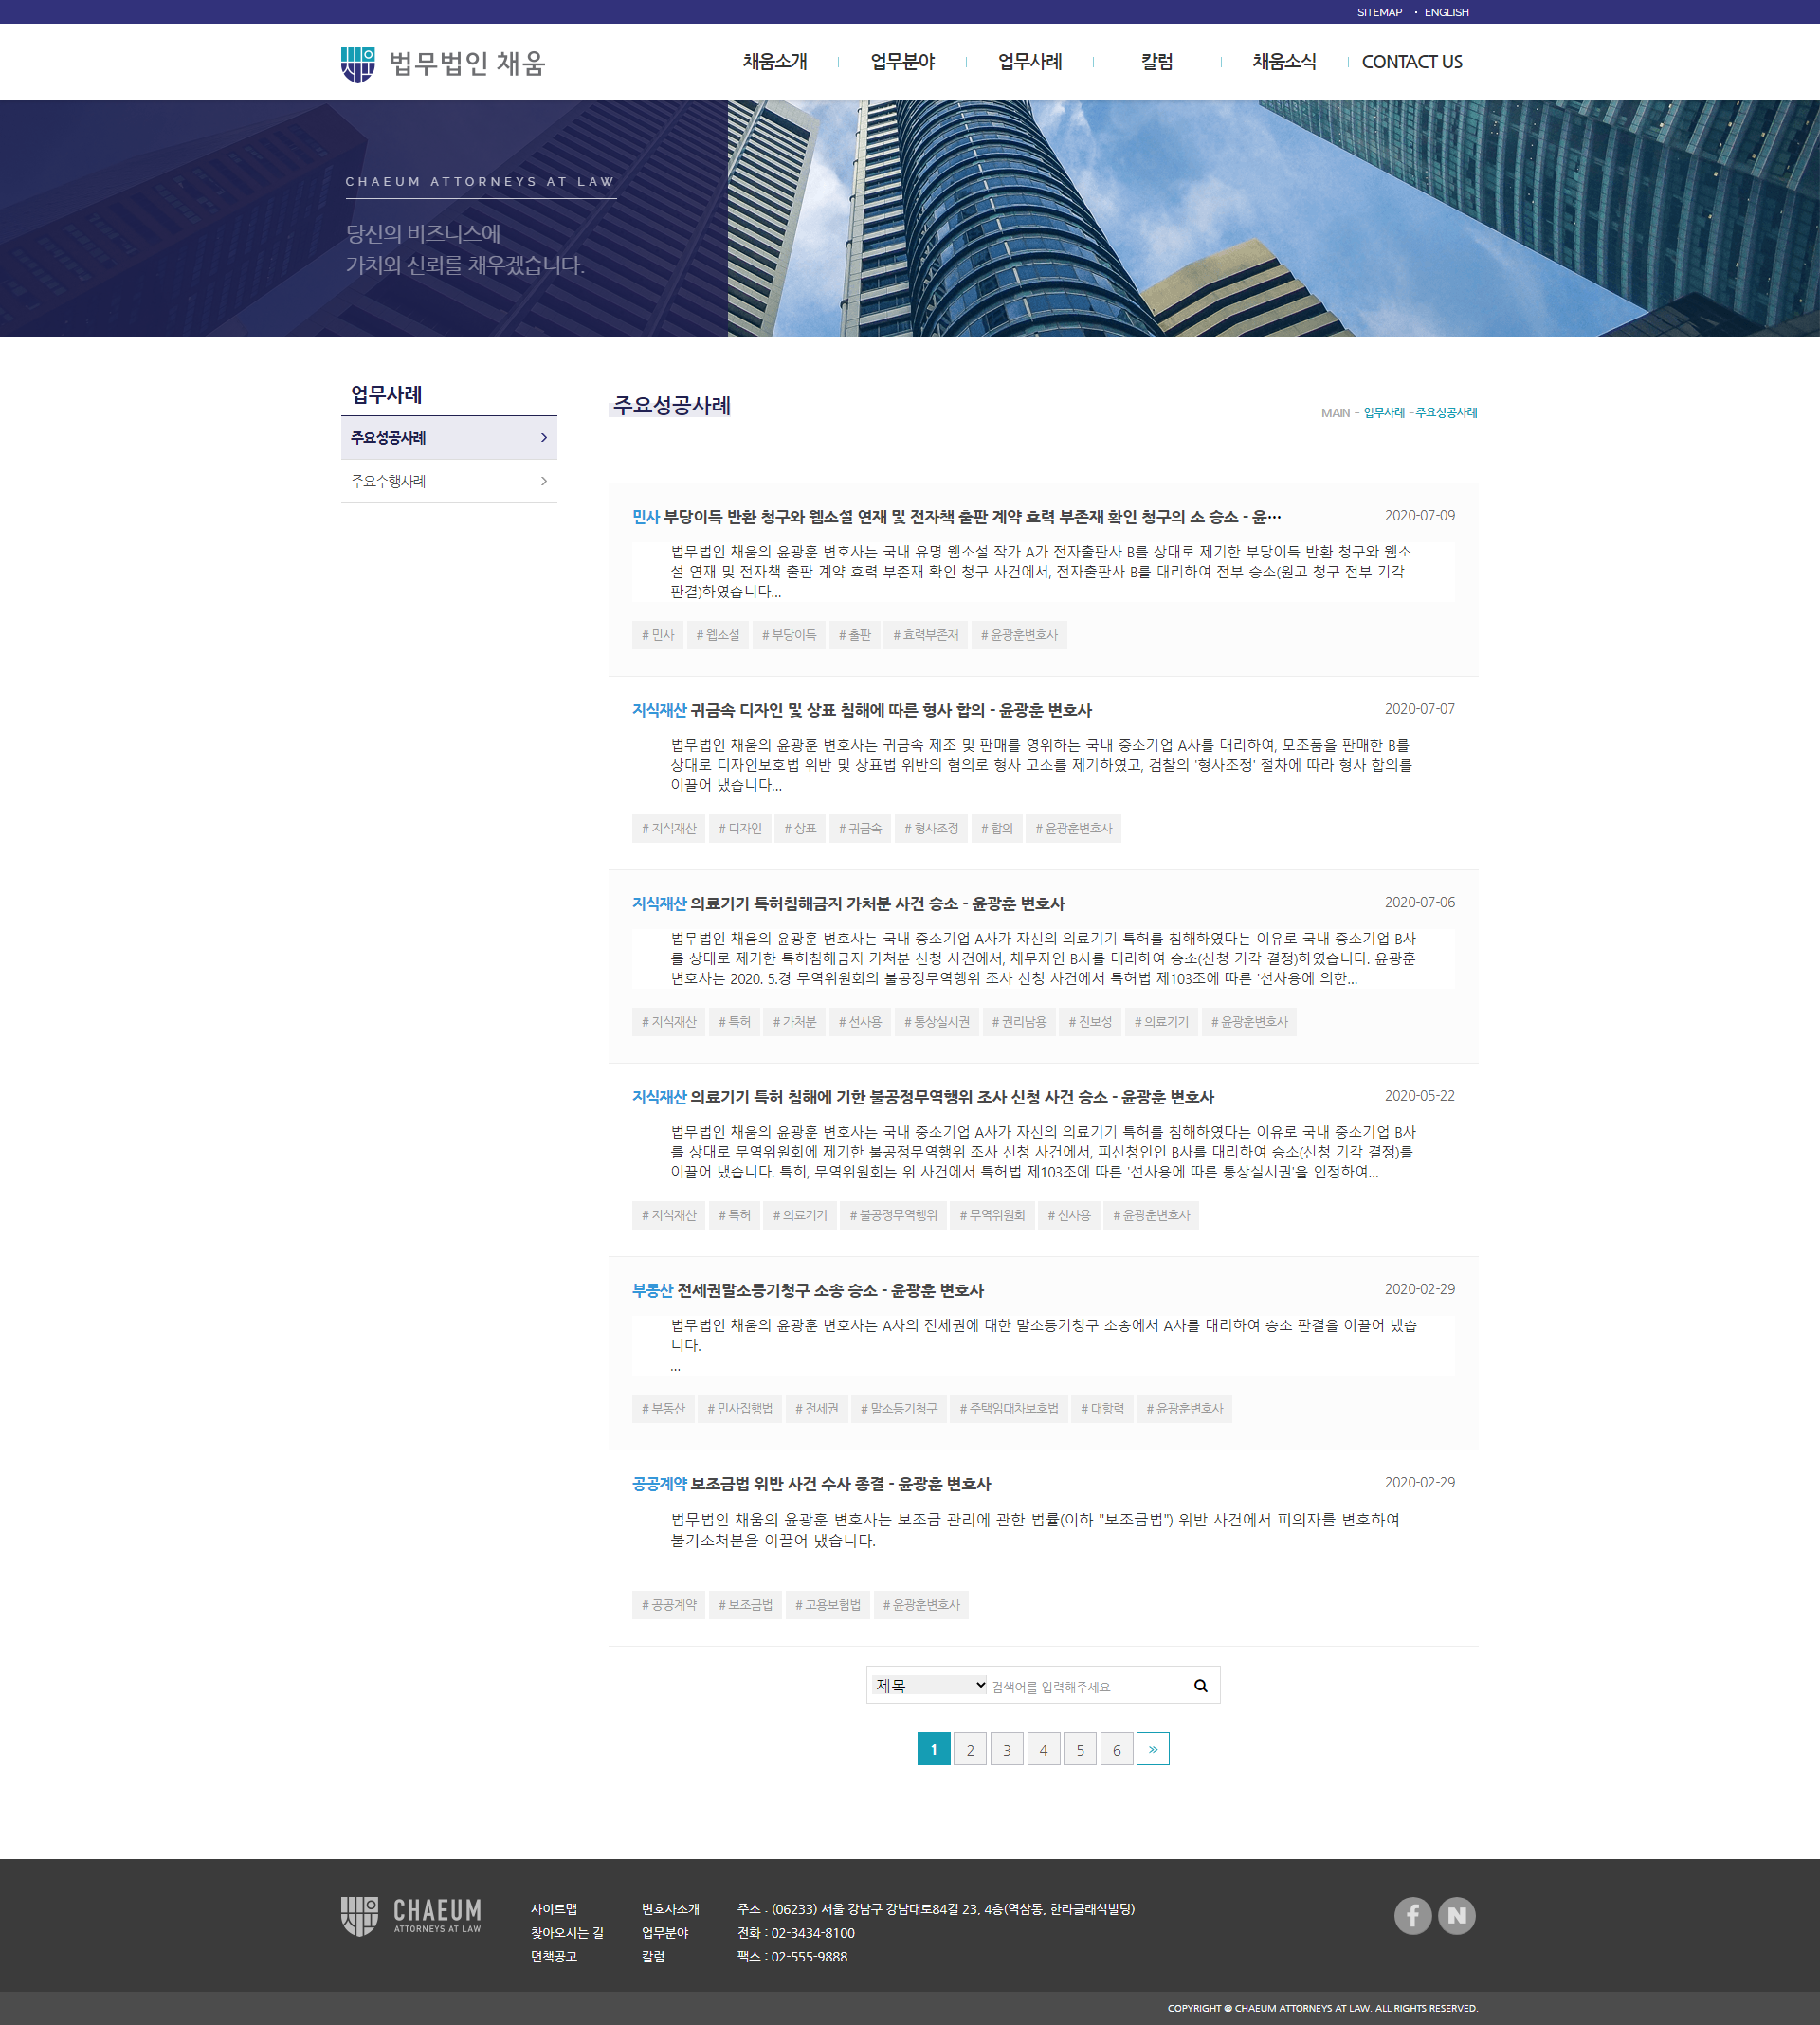 SITEMAP · ENGLISH
법무법인 채움
채움소개 업무분야 업무사례 칼럼 채움소식 CONTACT US
CHAEUM ATTORNEYS AT LAW
당신의 비즈니스에
가치와 신뢰를 채우겠습니다.
업무사례
주요성공사례
주요수행사례
주요성공사례
MAIN - 업무사례 - 주요성공사례
민사 부당이득 반환 청구와 웹소설 연재 및 전자책 출판 계약 효력 부존재 확인 청구의 소 승소 - 윤… 2020-07-09
법무법인 채움의 윤광훈 변호사는 국내 유명 웹소설 작가 A가 전자출판사 B를 상대로 제기한 부당이득 반환 청구와 웹소
설 연재 및 전자책 출판 계약 효력 부존재 확인 청구 사건에서, 전자출판사 B를 대리하여 전부 승소(원고 청구 전부 기각
판결)하였습니다...
# 민사 # 웹소설 # 부당이득 # 출판 # 효력부존재 # 윤광훈변호사
지식재산 귀금속 디자인 및 상표 침해에 따른 형사 합의 - 윤광훈 변호사 2020-07-07
법무법인 채움의 윤광훈 변호사는 귀금속 제조 및 판매를 영위하는 국내 중소기업 A사를 대리하여, 모조품을 판매한 B를
상대로 디자인보호법 위반 및 상표법 위반의 혐의로 형사 고소를 제기하였고, 검찰의 '형사조정' 절차에 따라 형사 합의를
이끌어 냈습니다...
# 지식재산 # 디자인 # 상표 # 귀금속 # 형사조정 # 합의 # 윤광훈변호사
지식재산 의료기기 특허침해금지 가처분 사건 승소 - 윤광훈 변호사 2020-07-06
법무법인 채움의 윤광훈 변호사는 국내 중소기업 A사가 자신의 의료기기 특허를 침해하였다는 이유로 국내 중소기업 B사
를 상대로 제기한 특허침해금지 가처분 신청 사건에서, 채무자인 B사를 대리하여 승소(신청 기각 결정)하였습니다. 윤광훈
변호사는 2020. 5.경 무역위원회의 불공정무역행위 조사 신청 사건에서 특허법 제103조에 따른 '선사용에 의한...
# 지식재산 # 특허 # 가처분 # 선사용 # 통상실시권 # 권리남용 # 진보성 # 의료기기 # 윤광훈변호사
지식재산 의료기기 특허 침해에 기한 불공정무역행위 조사 신청 사건 승소 - 윤광훈 변호사 2020-05-22
법무법인 채움의 윤광훈 변호사는 국내 중소기업 A사가 자신의 의료기기 특허를 침해하였다는 이유로 국내 중소기업 B사
를 상대로 무역위원회에 제기한 불공정무역행위 조사 신청 사건에서, 피신청인인 B사를 대리하여 승소(신청 기각 결정)를
이끌어 냈습니다. 특히, 무역위원회는 위 사건에서 특허법 제103조에 따른 '선사용에 따른 통상실시권'을 인정하여...
# 지식재산 # 특허 # 의료기기 # 불공정무역행위 # 무역위원회 # 선사용 # 윤광훈변호사
부동산 전세권말소등기청구 소송 승소 - 윤광훈 변호사 2020-02-29
법무법인 채움의 윤광훈 변호사는 A사의 전세권에 대한 말소등기청구 소송에서 A사를 대리하여 승소 판결을 이끌어 냈습
니다.
...
# 부동산 # 민사집행법 # 전세권 # 말소등기청구 # 주택임대차보호법 # 대항력 # 윤광훈변호사
공공계약 보조금법 위반 사건 수사 종결 - 윤광훈 변호사 2020-02-29
법무법인 채움의 윤광훈 변호사는 보조금 관리에 관한 법률(이하 "보조금법") 위반 사건에서 피의자를 변호하여
불기소처분을 이끌어 냈습니다.
# 공공계약 # 보조금법 # 고용보험법 # 윤광훈변호사
제목 검색어를 입력해주세요
1 2 3 4 5 6 »
CHAEUM
ATTORNEYS AT LAW
사이트맵 변호사소개 주소 : (06233) 서울 강남구 강남대로84길 23, 4층(역삼동, 한라클래식빌딩)
찾아오시는 길 업무분야 전화 : 02-3434-8100
면책공고 칼럼 팩스 : 02-555-9888
COPYRIGHT @ CHAEUM ATTORNEYS AT LAW. ALL RIGHTS RESERVED.